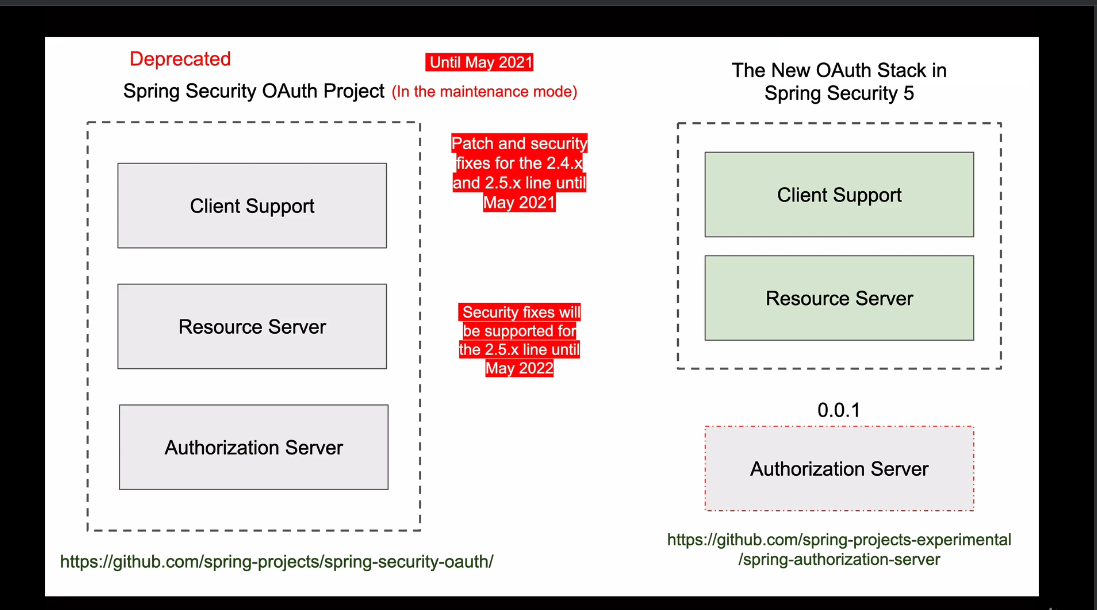 Deprecated
Until May 2021
Spring Security OAuth Project (In the maintenance mode)
Client Support
Resource Server
Authorization Server
https://github.com/spring-projects/spring-security-oauth/
Patch and security
fixes for the 2.4.x
and 2.5.x line until
May 2021
Security fixes will
be supported for
the 2.5.x line until
May 2022
The New OAuth Stack in
Spring Security 5
Client Support
Resource Server
0.0.1
Authorization Server
https://github.com/spring-projects-experimental
/spring-authorization-server